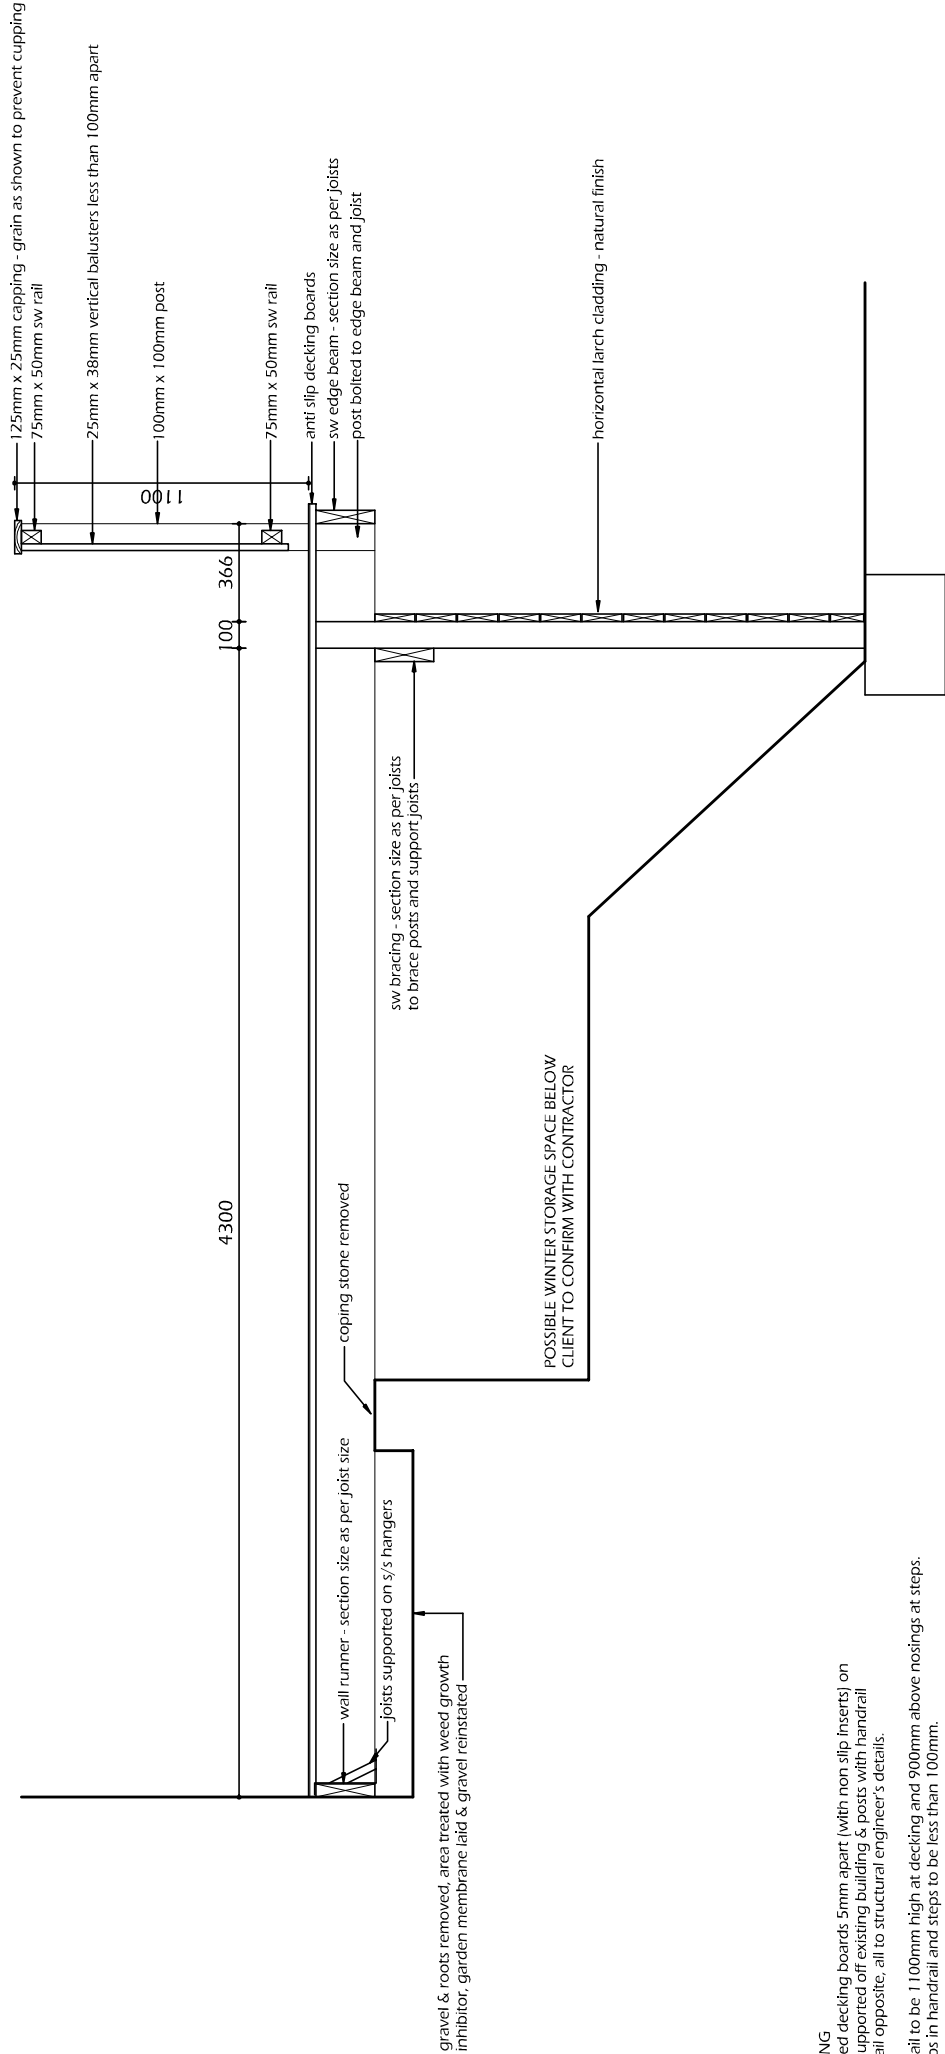 125mm x 25mm capping - grain as shown to prevent cupping
75mm x 50mm sw rail
25mm x 38mm vertical balusters less than 100mm apart
100mm x 100mm post
75mm x 50mm sw rail
anti slip decking boards
sw edge beam - section size as per joists
post bolted to edge beam and joist
horizontal larch cladding - natural finish
1100
366
100
4300
sw bracing - section size as per joists
to brace posts and support joists
coping stone removed
POSSIBLE WINTER STORAGE SPACE BELOW
CLIENT TO CONFIRM WITH CONTRACTOR
wall runner - section size as per joist size
joists supported on s/s hangers
gravel & roots removed, area treated with weed growth
inhibitor, garden membrane laid & gravel reinstated
NG
ed decking boards 5mm apart (with non slip inserts) on
upported off existing building & posts with handrail
ail opposite, all to structural engineer's details.
ail to be 1100mm high at decking and 900mm above nosings at steps.
ps in handrail and steps to be less than 100mm.